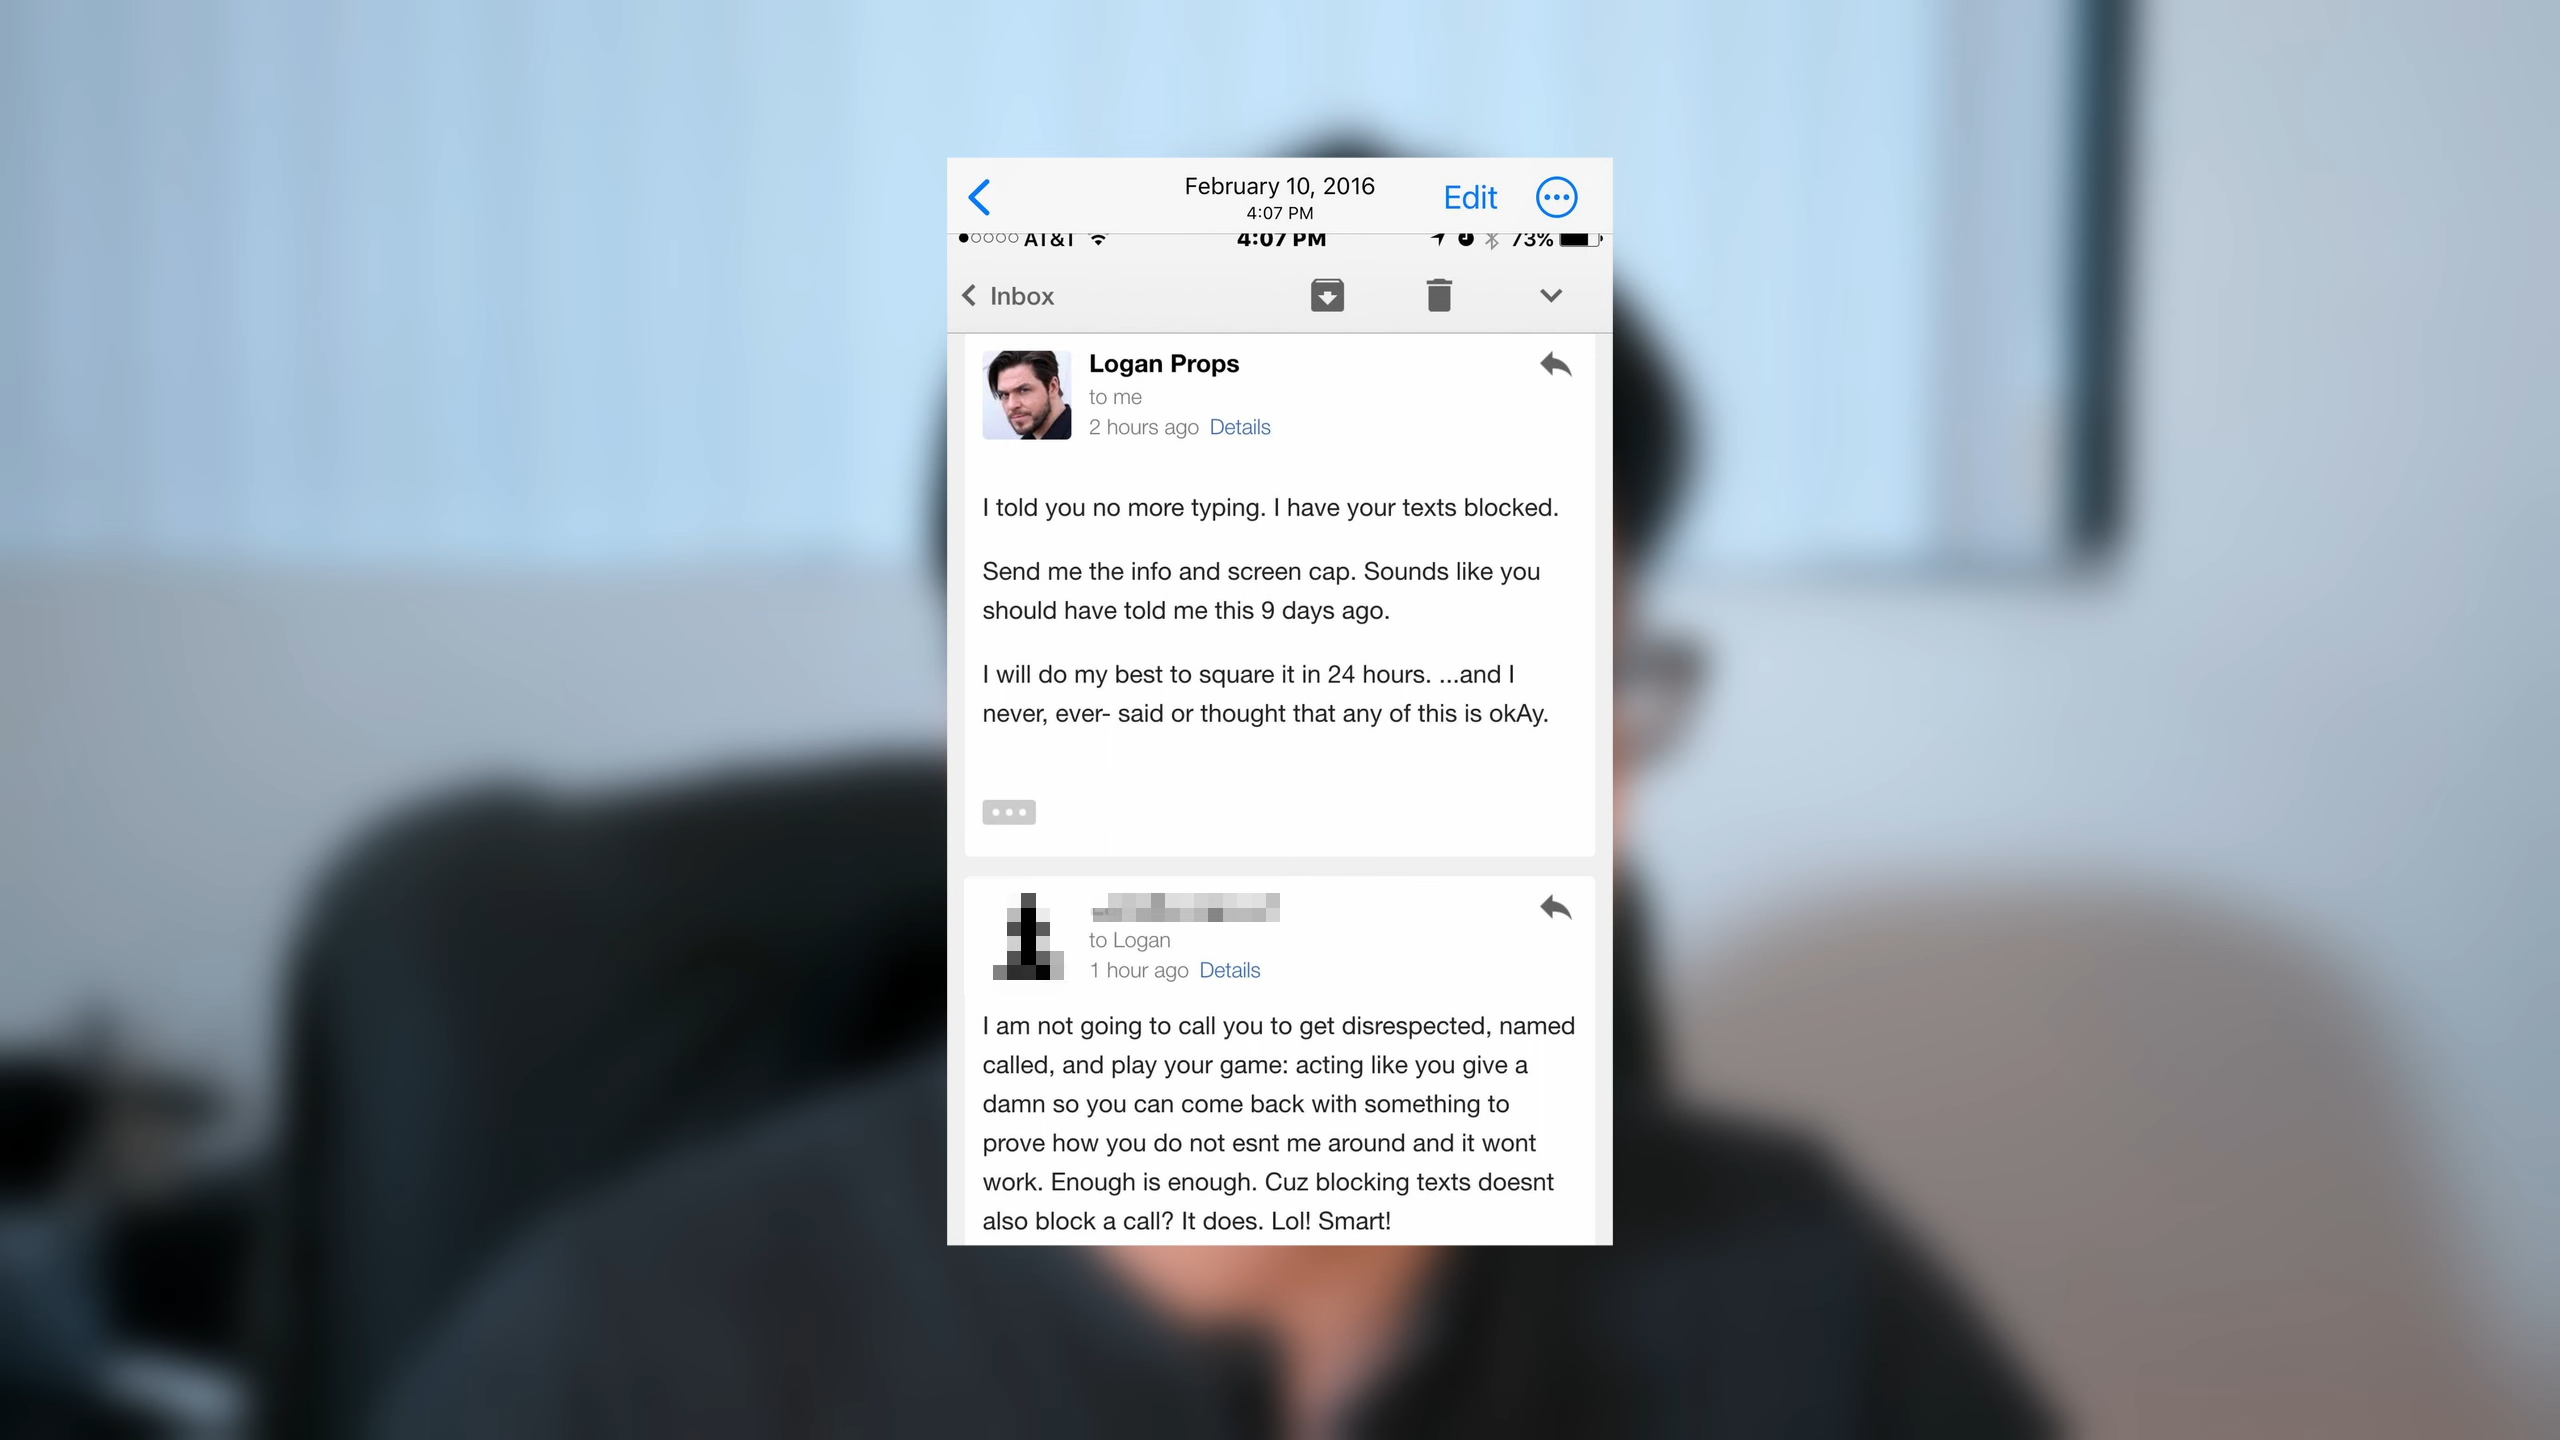 February 10, 2016
Edit
4:07 PM
AT&T
4:07 PM
73%
Inbox
Logan Props
to me
2 hours ago Details
I told you no more typing. I have your texts blocked.
Send me the info and screen cap. Sounds like you
should have told me this 9 days ago.
I will do my best to square it in 24 hours. ...and I
never, ever- said or thought that any of this is okAy.
to Logan
1 hour ago Details
I am not going to call you to get disrespected, named
called, and play your game: acting like you give a
damn so you can come back with something to
prove how you do not esnt me around and it wont
work. Enough is enough. Cuz blocking texts doesnt
also block a call? It does. Lol! Smart!